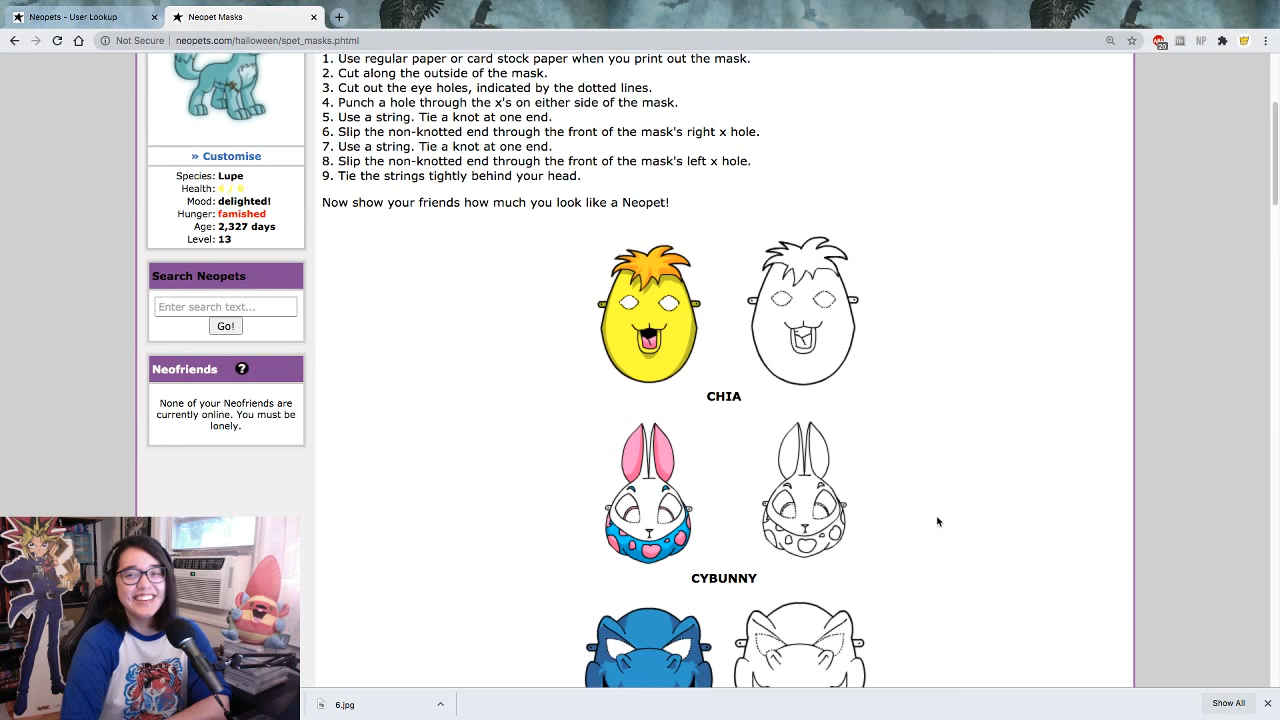 Neopets - User Lookup
Neopet Masks
Not Secure
neopets.com/halloween/spet_masks.phtml
20
NP
1. Use regular paper or card stock paper when you print out the mask.
2. Cut along the outside of the mask.
3. Cut out the eye holes, indicated by the dotted lines.
4. Punch a hole through the x's on either side of the mask.
5. Use a string. Tie a knot at one end.
6. Slip the non-knotted end through the front of the mask's right x hole.
7. Use a string. Tie a knot at one end.
8. Slip the non-knotted end through the front of the mask's left x hole.
9. Tie the strings tightly behind your head.
Now show your friends how much you look like a Neopet!
» Customise
Species: Lupe
Health: 4 / 9
Mood: delighted!
Hunger: famished
Age: 2,327 days
Level: 13
Search Neopets
Enter search text...
Go!
Neofriends ?
None of your Neofriends are
currently online. You must be
lonely.
CHIA
CYBUNNY
6.jpg
Show All